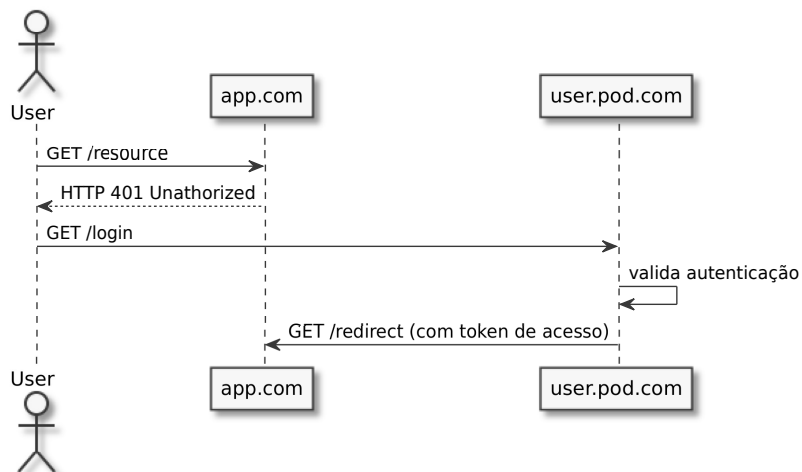 User
app.com
user.pod.com
GET /resource
HTTP 401 Unathorized
GET /login
valida autenticação
GET /redirect (com token de acesso)
User
app.com
user.pod.com